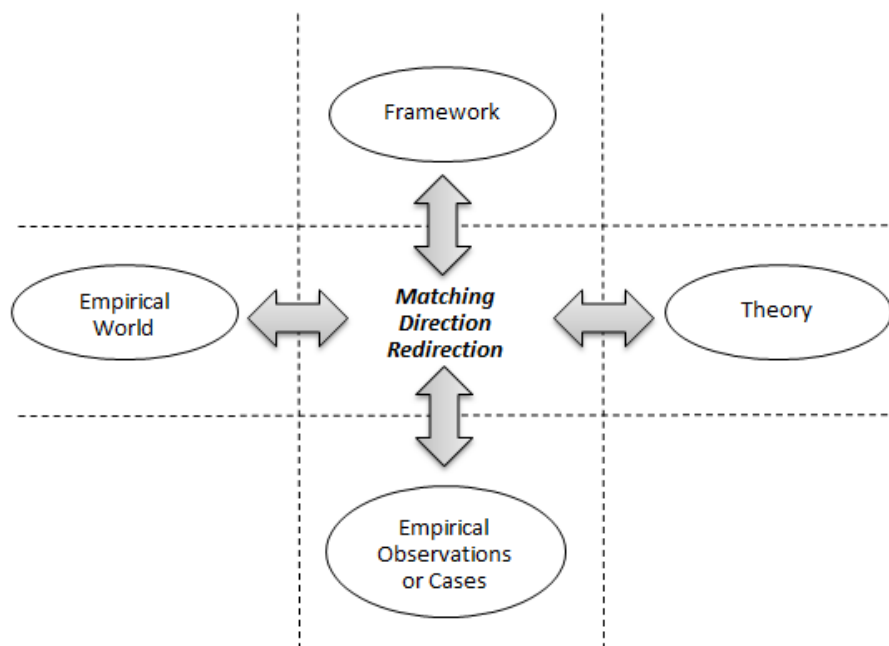 Framework
Empirical
World
Matching
Direction
Redirection
Theory
Empirical
Observations
or Cases